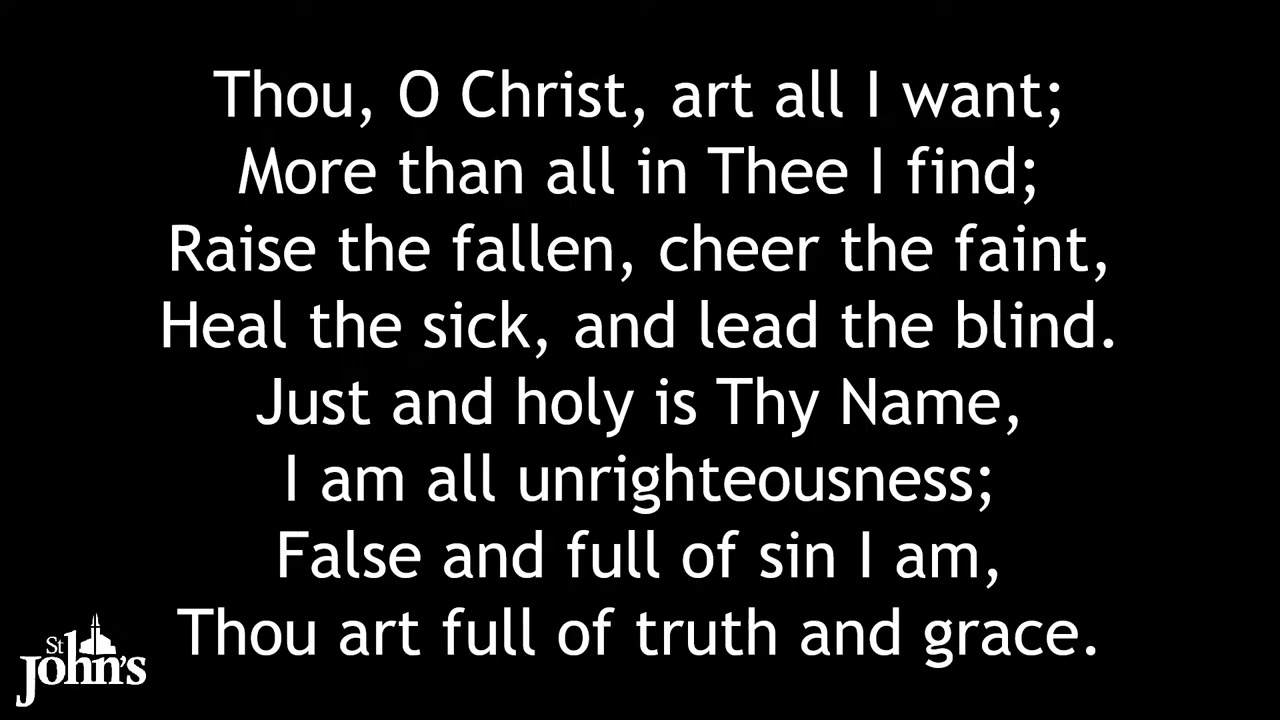 Thou, O Christ, art all I want;
More than all in Thee I find;
Raise the fallen, cheer the faint,
Heal the sick, and lead the blind.
Just and holy is Thy Name,
I am all unrighteousness;
False and full of sin I am,
Thou art full of truth and grace.
St
John's